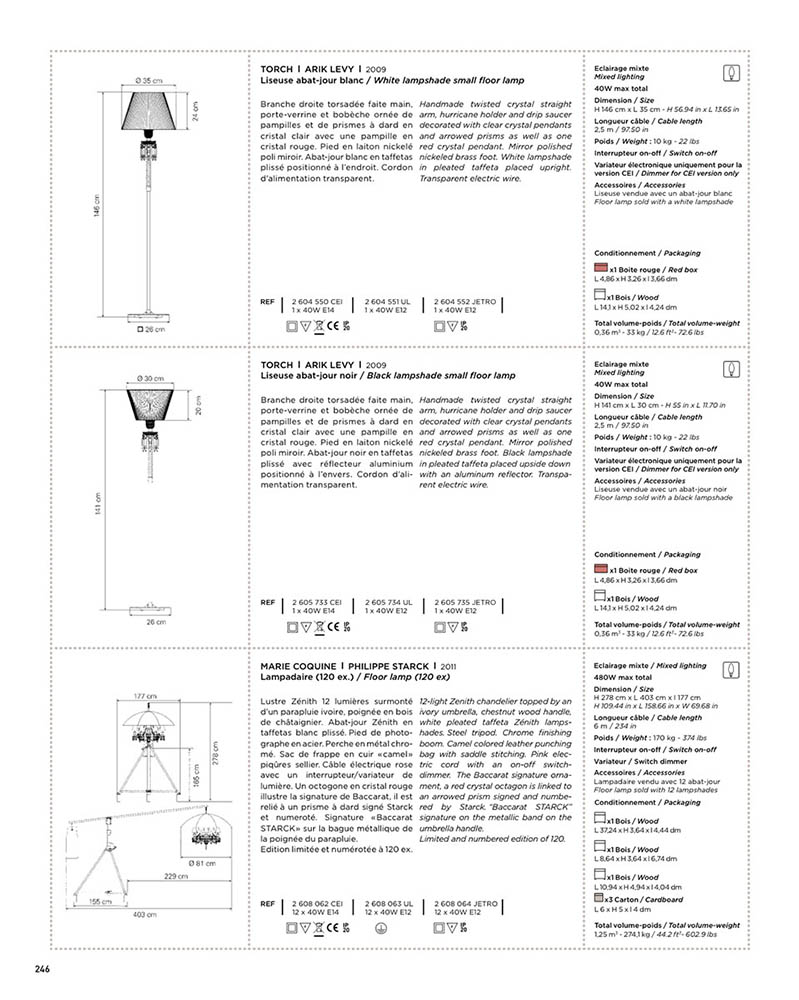 Ø 35 cm
24 cm
146 cm
26 cm
TORCH | ARIK LEVY | 2009
Liseuse abat-jour blanc / White lampshade small floor lamp
Branche droite torsadée faite main,
porte-verrine et bobèche ornée de
pampilles et de prismes à dard en
cristal clair avec une pampille en
cristal rouge. Pied en laiton nickelé
poli miroir. Abat-jour blanc en taffetas
plissé positionné à l'endroit. Cordon
d'alimentation transparent.
Handmade twisted crystal straight
arm, hurricane holder and drip saucer
decorated with clear crystal pendants
and arrowed prisms as well as one
red crystal pendant. Mirror polished
nickeled brass foot. White lampshade
in pleated taffeta placed upright.
Transparent electric wire.
REF | 2 604 550 CEI | 2 604 551 UL | 2 604 552 JETRO |
1 x 40W E14 1 x 40W E12 1 x 40W E12
CE IP20 IP20
Eclairage mixte
Mixed lighting
40W max total
Dimension / Size
H 146 cm x L 35 cm - H 56.94 in x L 13.65 in
Longueur câble / Cable length
2,5 m / 97.50 in
Poids / Weight : 10 kg - 22 lbs
Interrupteur on-off / Switch on-off
Variateur électronique uniquement pour la
version CEI / Dimmer for CEI version only
Accessoires / Accessories
Liseuse vendue avec un abat-jour blanc
Floor lamp sold with a white lampshade
Conditionnement / Packaging
x1 Boite rouge / Red box
L 4,86 x H 3,26 x l 3,66 dm
x1 Bois / Wood
L 14,1 x H 5,02 x l 4,24 dm
Total volume-poids / Total volume-weight
0,36 m³ - 33 kg / 12.6 ft³- 72.6 lbs
Ø 30 cm
20 cm
141 cm
26 cm
TORCH | ARIK LEVY | 2009
Liseuse abat-jour noir / Black lampshade small floor lamp
Branche droite torsadée faite main,
porte-verrine et bobèche ornée de
pampilles et de prismes à dard en
cristal clair avec une pampille en
cristal rouge. Pied en laiton nickelé
poli miroir. Abat-jour noir en taffetas
plissé avec réflecteur aluminium
positionné à l'envers. Cordon d'ali-
mentation transparent.
Handmade twisted crystal straight
arm, hurricane holder and drip saucer
decorated with clear crystal pendants
and arrowed prisms as well as one
red crystal pendant. Mirror polished
nickeled brass foot. Black lampshade
in pleated taffeta placed upside down
with an aluminum reflector. Transpa-
rent electric wire.
REF | 2 605 733 CEI | 2 605 734 UL | 2 605 735 JETRO |
1 x 40W E14 1 x 40W E12 1 x 40W E12
CE IP20 IP20
Eclairage mixte
Mixed lighting
40W max total
Dimension / Size
H 141 cm x L 30 cm - H 55 in x L 11.70 in
Longueur câble / Cable length
2,5 m / 97.50 in
Poids / Weight : 10 kg - 22 lbs
Interrupteur on-off / Switch on-off
Variateur électronique uniquement pour la
version CEI / Dimmer for CEI version only
Accessoires / Accessories
Liseuse vendue avec un abat-jour noir
Floor lamp sold with a black lampshade
Conditionnement / Packaging
x1 Boite rouge / Red box
L 4,86 x H 3,26 x l 3,66 dm
x1 Bois / Wood
L 14,1 x H 5,02 x l 4,24 dm
Total volume-poids / Total volume-weight
0,36 m³ - 33 kg / 12.6 ft³- 72.6 lbs
177 cm
278 cm
165 cm
Ø 81 cm
229 cm
155 cm
403 cm
MARIE COQUINE | PHILIPPE STARCK | 2011
Lampadaire (120 ex.) / Floor lamp (120 ex)
Lustre Zénith 12 lumières surmonté
d'un parapluie ivoire, poignée en bois
de châtaignier. Abat-jour Zénith en
taffetas blanc plissé. Pied de photo-
graphe en acier. Perche en métal chro-
mé. Sac de frappe en cuir «camel»
piqûres sellier. Câble électrique rose
avec un interrupteur/variateur de
lumière. Un octogone en cristal rouge
illustre la signature de Baccarat, il est
relié à un prisme à dard signé Starck
et numeroté. Signature «Baccarat
STARCK» sur la bague métallique de
la poignée du parapluie.
Edition limitée et numérotée à 120 ex.
12-light Zenith chandelier topped by an
ivory umbrella, chestnut wood handle,
white pleated taffeta Zénith lamps-
hades. Steel tripod. Chrome finishing
boom. Camel colored leather punching
bag with saddle stitching. Pink elec-
tric cord with an on-off switch-
dimmer. The Baccarat signature orna-
ment, a red crystal octagon is linked to
an arrowed prism signed and numbe-
red by Starck. "Baccarat STARCK"
signature on the metallic band on the
umbrella handle.
Limited and numbered edition of 120.
REF | 2 608 062 CEI | 2 608 063 UL | 2 608 064 JETRO |
12 x 40W E14 12 x 40W E12 12 x 40W E12
CE IP20 IP20
Eclairage mixte / Mixed lighting
480W max total
Dimension / Size
H 278 cm x L 403 cm x l 177 cm
H 109.44 in x L 158.66 in x W 69.68 in
Longueur câble / Cable length
6 m / 234 in
Poids / Weight : 170 kg - 374 lbs
Interrupteur on-off / Switch on-off
Variateur / Switch dimmer
Accessoires / Accessories
Lampadaire vendu avec 12 abat-jour
Floor lamp sold with 12 lampshades
Conditionnement / Packaging
x1 Bois / Wood
L 37,24 x H 3,64 x l 4,44 dm
x1 Bois / Wood
L 8,64 x H 3,64 x l 6,74 dm
x1 Bois / Wood
L 10,94 x H 4,94 x l 4,04 dm
x3 Carton / Cardboard
L 6 x H 5 x l 4 dm
Total volume-poids / Total volume-weight
1,25 m³ - 274,1 kg / 44.2 ft³- 602.9 lbs
246